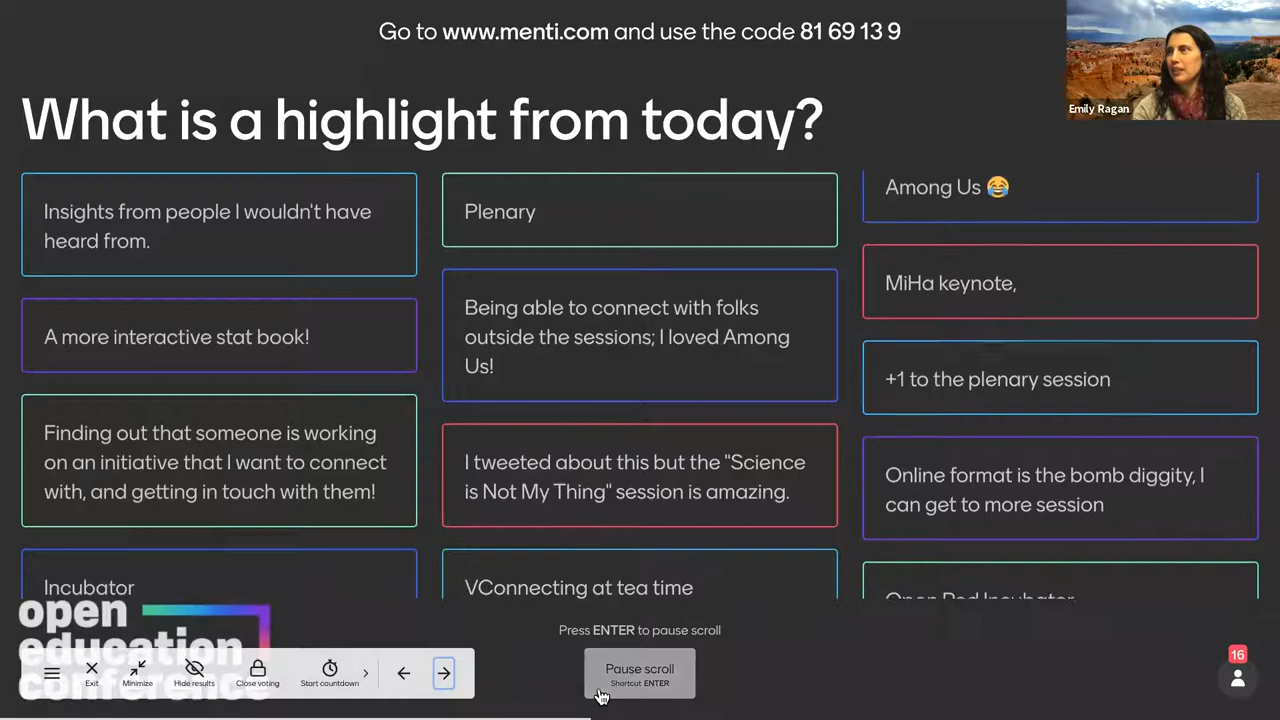 Go to www.menti.com and use the code 81 69 13 9
Emily Ragan
What is a highlight from today?
Insights from people I wouldn't have
heard from.
A more interactive stat book!
Finding out that someone is working
on an initiative that I want to connect
with, and getting in touch with them!
Incubator
Plenary
Being able to connect with folks
outside the sessions; I loved Among
Us!
I tweeted about this but the "Science
is Not My Thing" session is amazing.
VConnecting at tea time
Among Us 😂
MiHa keynote,
+1 to the plenary session
Online format is the bomb diggity, I
can get to more session
Open Ped Incubator
open
education
conference
Press ENTER to pause scroll
Exit
Minimize
Hide results
Close voting
Start countdown
Pause scroll
Shortcut ENTER
16